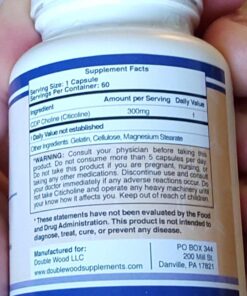 Supplement Facts
Serving Size: 1 Capsule
Servings Per Container: 60
Ingredient Amount per Serving Daily Value
CDP Choline (Citicoline) 300mg †
† Daily Value not established
Other Ingredients: Gelatin, Cellulose, Magnesium Stearate
*WARNING: Consult your physician before taking this
product. Do not consume more than 5 capsules per day.
Do not take this product if you are pregnant, nursing, or
taking any other medications. Discontinue use and contact
your doctor immediately if any adverse reactions occur. Do
not take Citicholine and operate any heavy machinery until
you know how it affects you. Keep out of reach of children.
* These statements have not been evaluated by the Food
and Drug Administration. This product is not intended to
diagnose, treat, cure, or prevent any disease.
Manufactured for:
Double Wood LLC
www.doublewoodsupplements.com
PO BOX 344
200 Mill St.
Danville, PA 17821